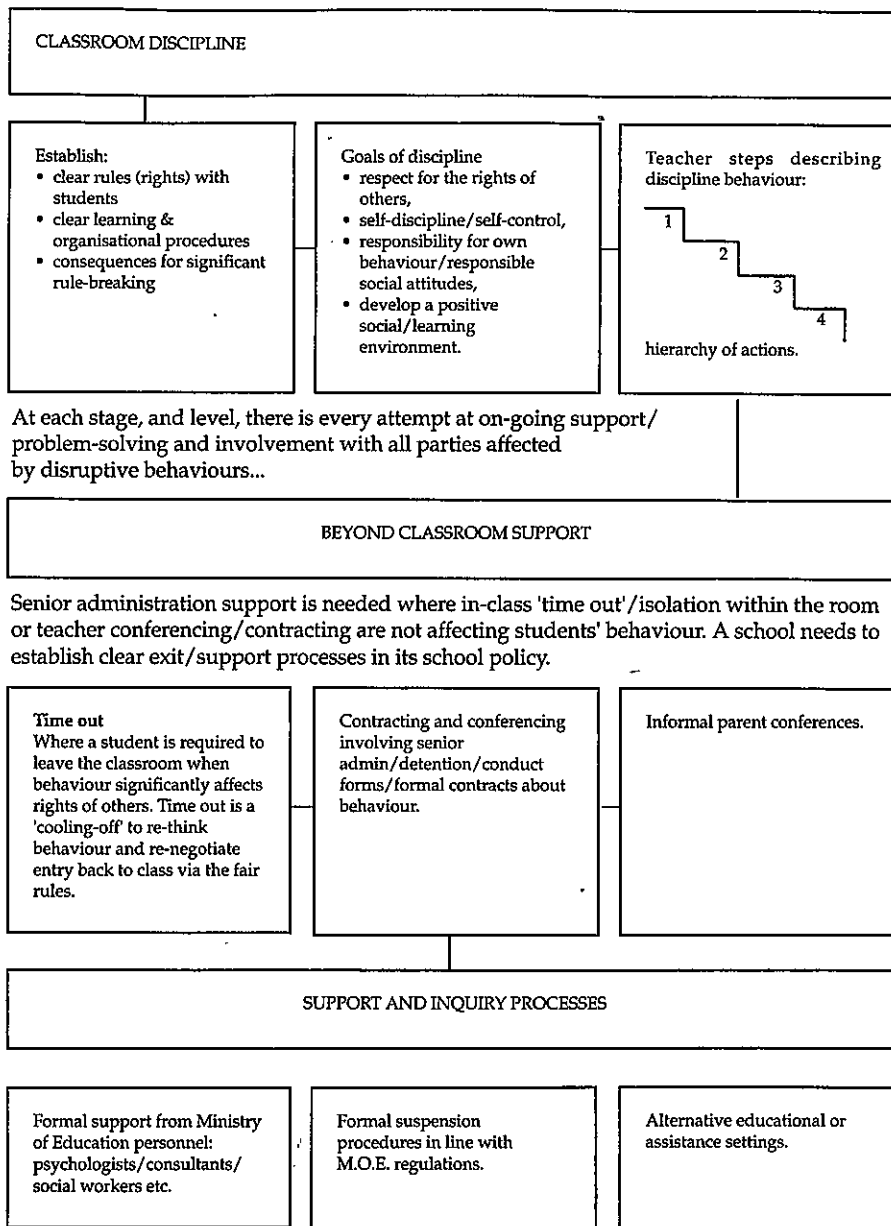 CLASSROOM DISCIPLINE
Establish:
• clear rules (rights) with
students
• clear learning &
organisational procedures
• consequences for significant
rule-breaking
Goals of discipline
• respect for the rights of
others,
• self-discipline/self-control,
• responsibility for own
behaviour/responsible
social attitudes,
• develop a positive
social/learning
environment.
Teacher steps describing
discipline behaviour:
1
2
3
4
hierarchy of actions.
At each stage, and level, there is every attempt at on-going support/
problem-solving and involvement with all parties affected
by disruptive behaviours...
BEYOND CLASSROOM SUPPORT
Senior administration support is needed where in-class 'time out'/isolation within the room
or teacher conferencing/contracting are not affecting students' behaviour. A school needs to
establish clear exit/support processes in its school policy.
Time out
Where a student is required to
leave the classroom when
behaviour significantly affects
rights of others. Time out is a
'cooling-off' to re-think
behaviour and re-negotiate
entry back to class via the fair
rules.
Contracting and conferencing
involving senior
admin/detention/conduct
forms/formal contracts about
behaviour.
Informal parent conferences.
SUPPORT AND INQUIRY PROCESSES
Formal support from Ministry
of Education personnel:
psychologists/consultants/
social workers etc.
Formal suspension
procedures in line with
M.O.E. regulations.
Alternative educational or
assistance settings.